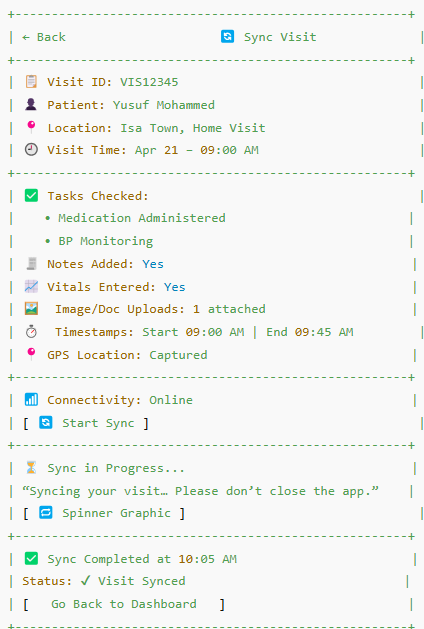 +---------------------------------------------------+
| ← Back 🔄 Sync Visit |
+---------------------------------------------------+
| 📋 Visit ID: VIS12345 |
| 👤 Patient: Yusuf Mohammed |
| 📍 Location: Isa Town, Home Visit |
| 🕘 Visit Time: Apr 21 – 09:00 AM |
+---------------------------------------------------+
| ✅ Tasks Checked: |
| • Medication Administered |
| • BP Monitoring |
| 🧾 Notes Added: Yes |
| 📈 Vitals Entered: Yes |
| 🖼️ Image/Doc Uploads: 1 attached |
| ⏱️ Timestamps: Start 09:00 AM | End 09:45 AM |
| 📍 GPS Location: Captured |
+---------------------------------------------------+
| 📶 Connectivity: Online |
| [ 🔄 Start Sync ] |
+---------------------------------------------------+
| ⏳ Sync in Progress... |
| “Syncing your visit… Please don’t close the app.” |
| [ 🔁 Spinner Graphic ] |
+---------------------------------------------------+
| ✅ Sync Completed at 10:05 AM |
| Status: ✓ Visit Synced |
| [ Go Back to Dashboard ] |
+---------------------------------------------------+